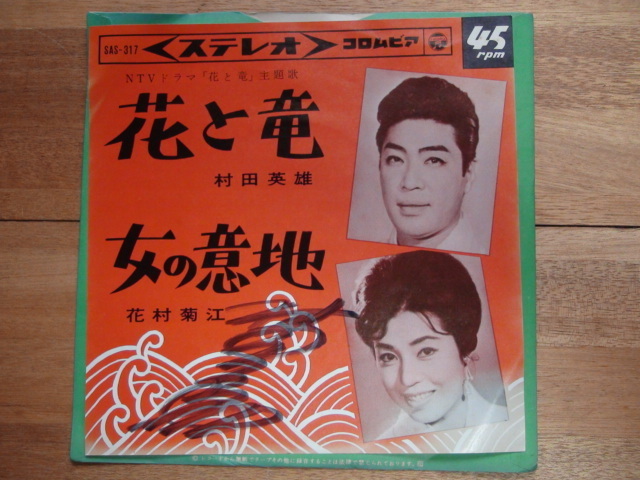 SAS-317
<ステレオ>
コロムビア
45
rpm
NTVドラマ「花と竜」主題歌
花と竜
村田英雄
女の意地
花村菊江